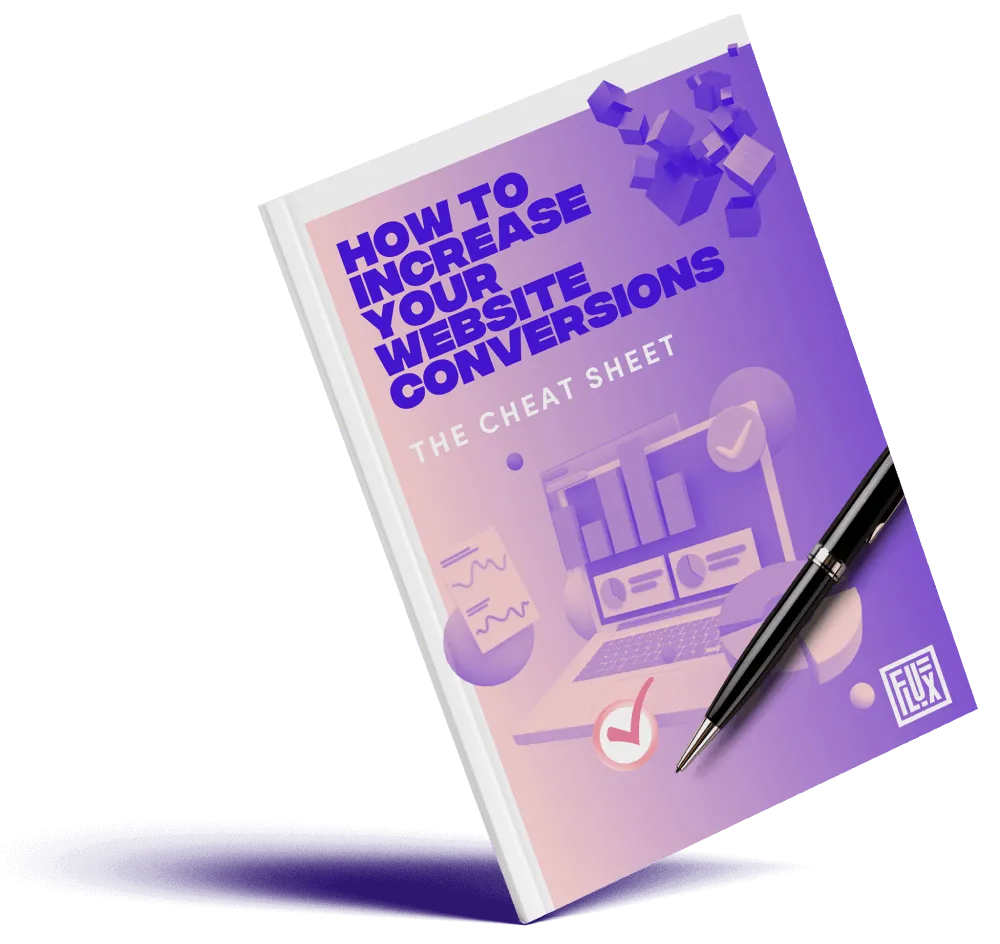 HOW TO
INCREASE
YOUR
WEBSITE
CONVERSIONS
THE CHEAT SHEET
FLUX